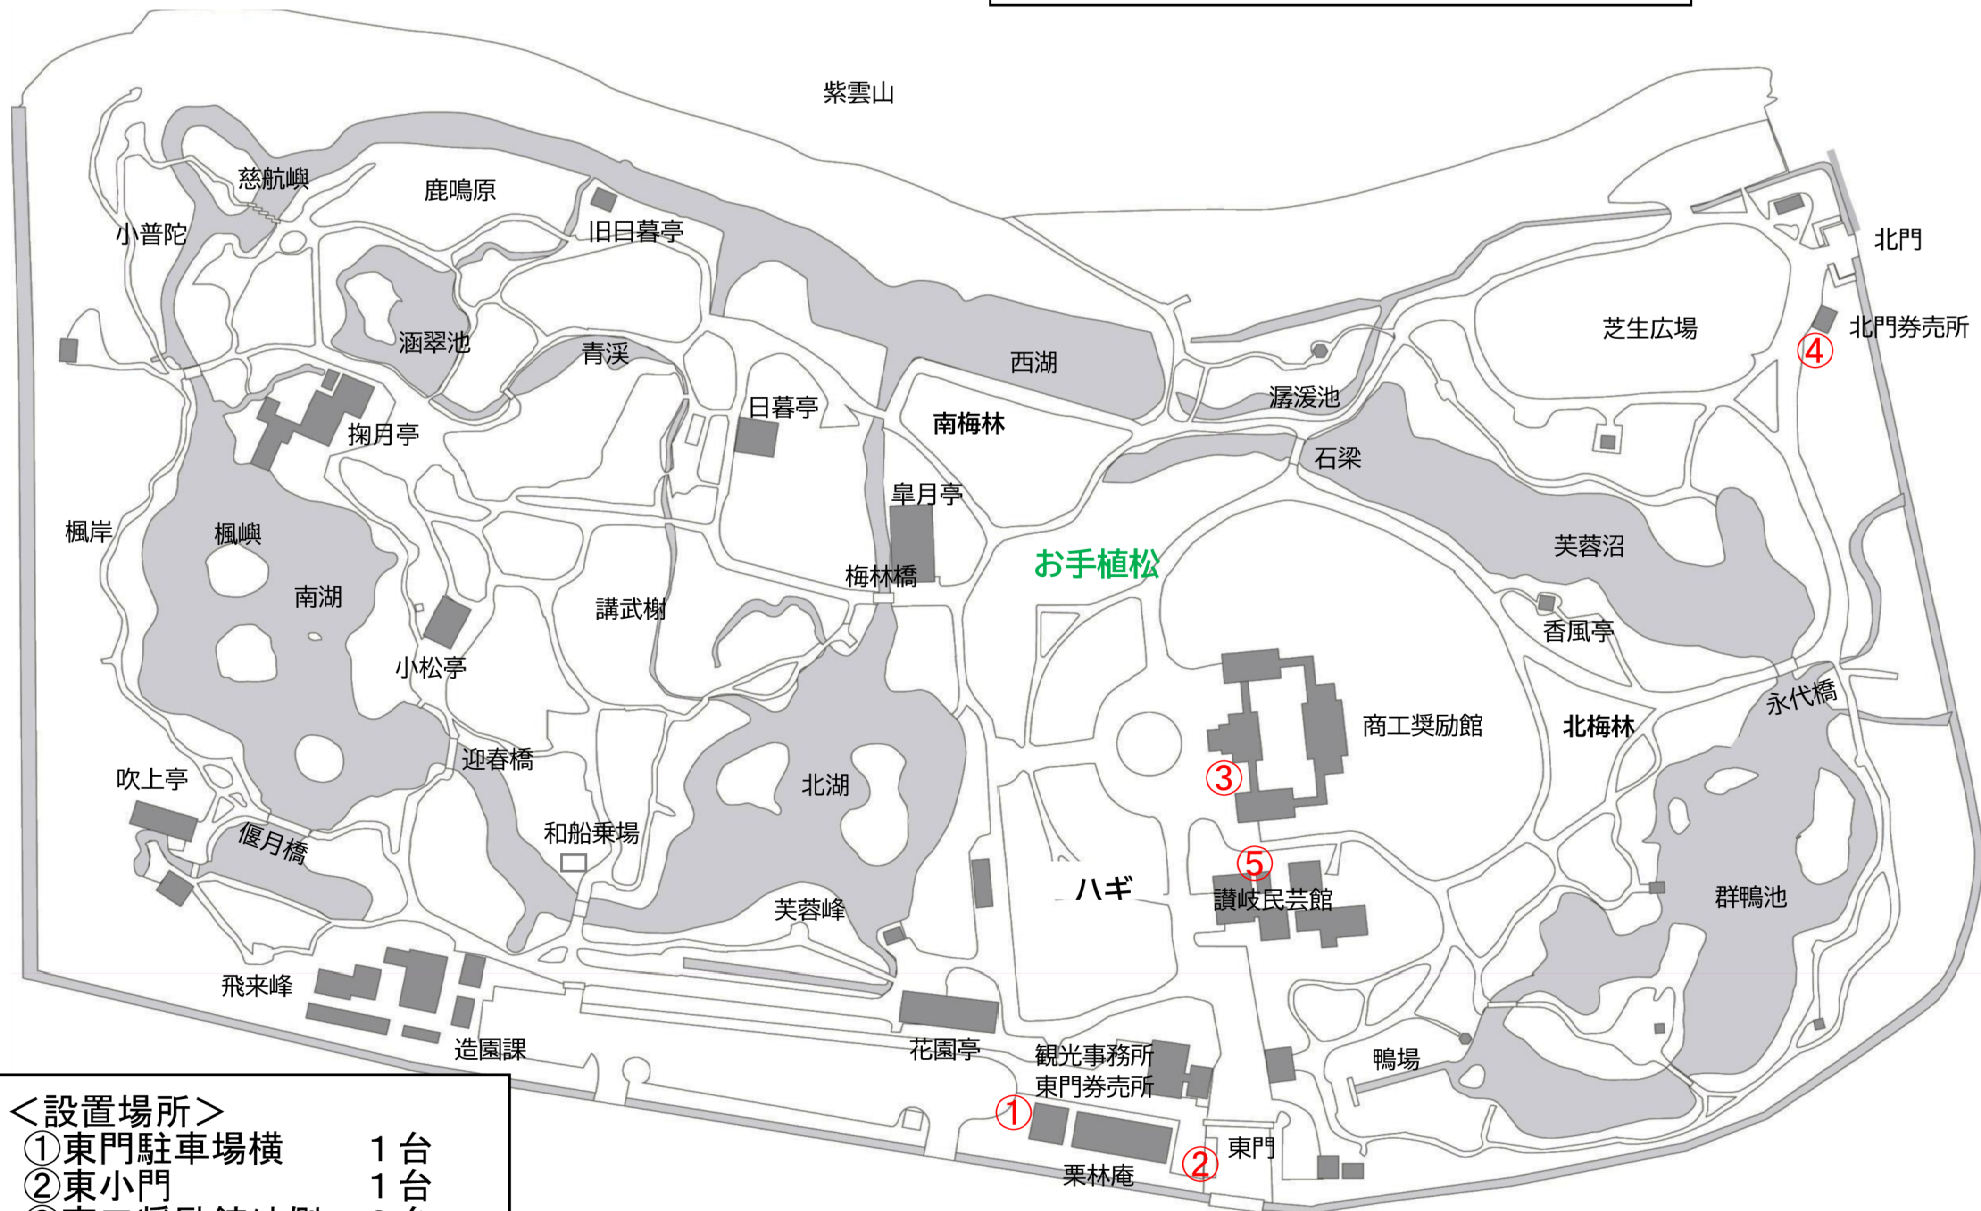 紫雲山
慈航嶼
鹿鳴原
小普陀
旧日暮亭
北門
涵翠池
青渓
西湖
芝生広場
北門券売所
④
潺湲池
日暮亭
南梅林
掬月亭
石梁
皐月亭
楓岸
楓嶼
お手植松
芙蓉沼
梅林橋
南湖
講武榭
香風亭
小松亭
永代橋
商工奨励館
北梅林
迎春橋
吹上亭
③
北湖
偃月橋
和船乗場
⑤
ハギ
讃岐民芸館
群鴨池
芙蓉峰
飛来峰
造園課
花園亭
観光事務所
東門券売所
鴨場
①
東門
②
栗林庵
＜設置場所＞
①東門駐車場横 １台
②東小門 １台